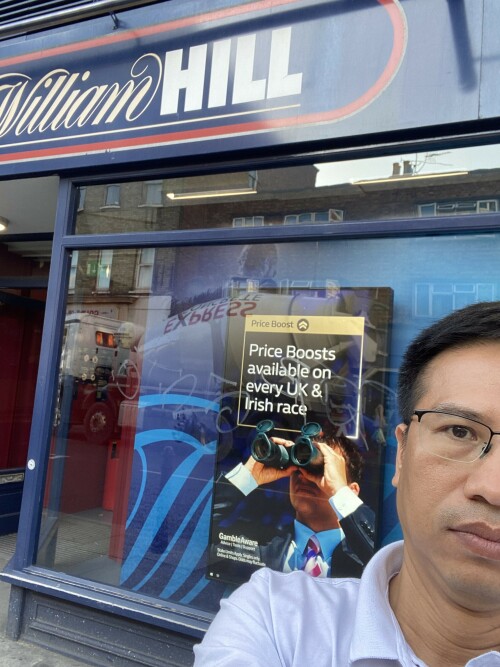 William HILL
EXPRESS
Price Boost
Price Boosts
available on
every UK &
Irish race
GambleAware